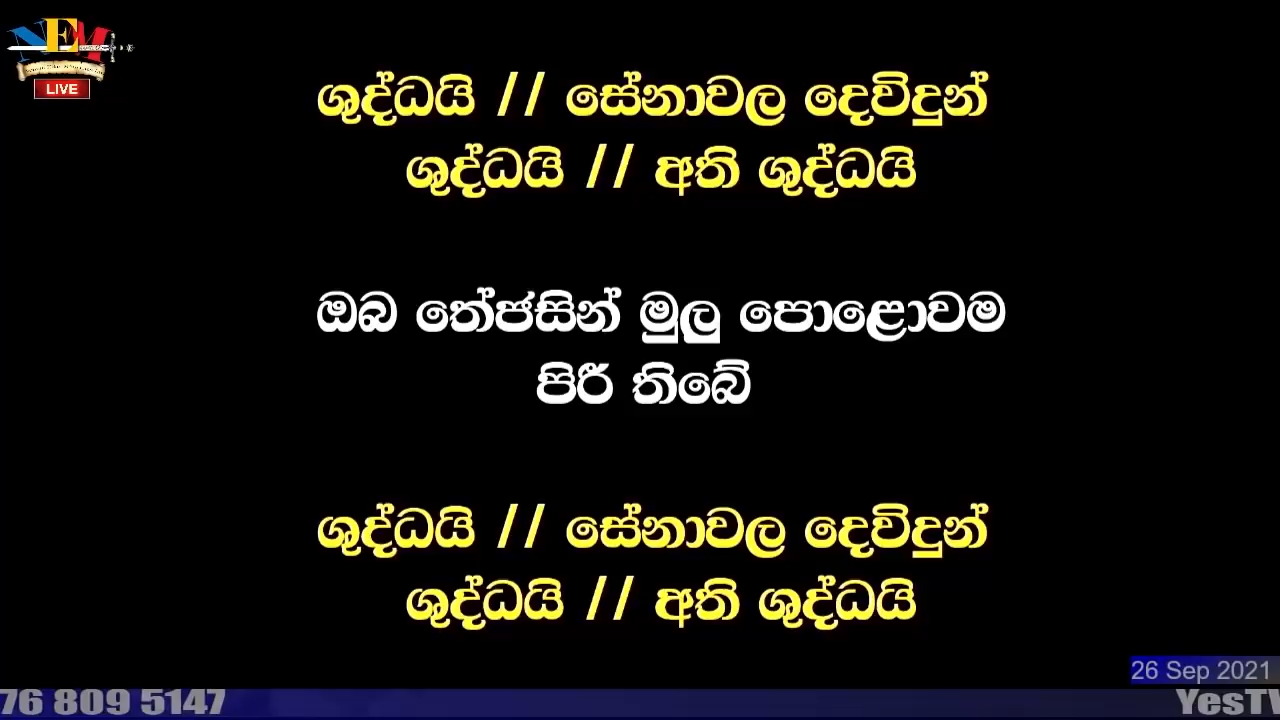 NEM
LIVE
ශුද්ධයි // සේනාවල දෙවිඳුන්
ශුද්ධයි // අති ශුද්ධයි
ඔබ තේජසින් මුලු පොළොවම
පිරී තිබේ
ශුද්ධයි // සේනාවල දෙවිඳුන්
ශුද්ධයි // අති ශුද්ධයි
26 Sep 2021
76 809 5147
YesTV